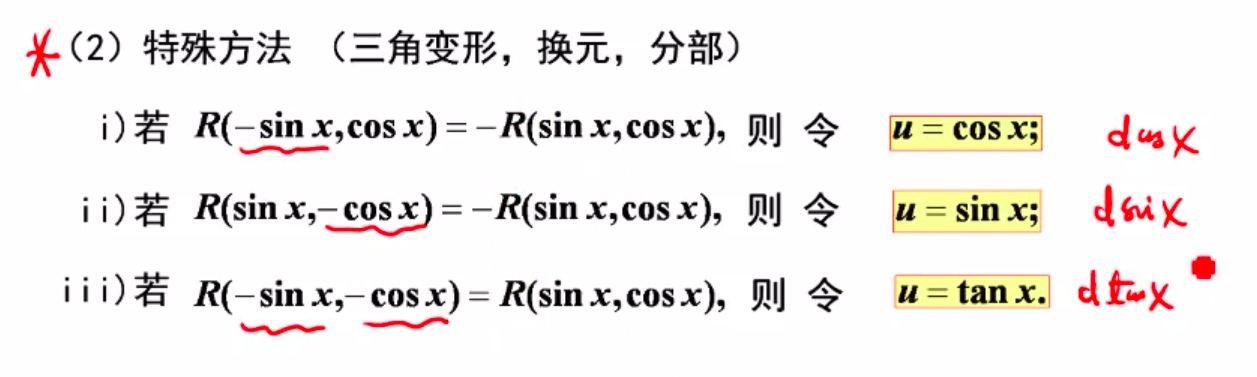 *（2）特殊方法 （三角变形，换元，分部）
i)若 R(−sin x,cos x) = −R(sin x,cos x), 则 令 u = cos x; d cos x
ii)若 R(sin x,−cos x) = −R(sin x,cos x), 则 令 u = sin x; d sin x
iii)若 R(−sin x,−cos x) = R(sin x,cos x), 则 令 u = tan x. d tan x